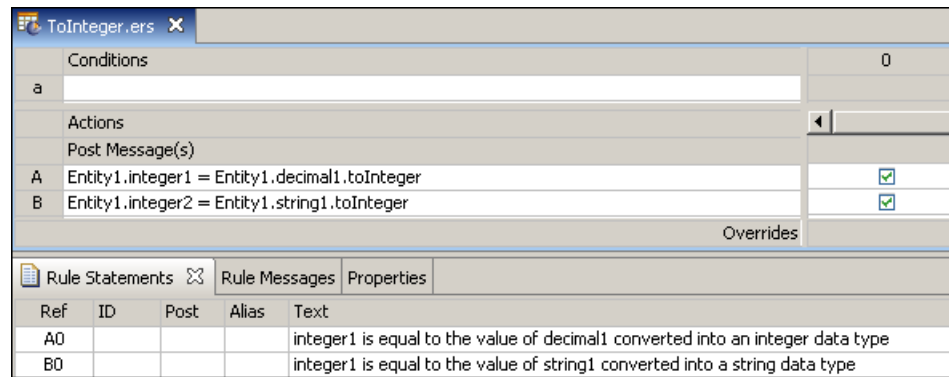 ToInteger.ers
Conditions 0
a
Actions
Post Message(s)
A Entity1.integer1 = Entity1.decimal1.toInteger
B Entity1.integer2 = Entity1.string1.toInteger
Overrides
Rule Statements Rule Messages Properties
Ref ID Post Alias Text
A0 integer1 is equal to the value of decimal1 converted into an integer data type
B0 integer1 is equal to the value of string1 converted into a string data type